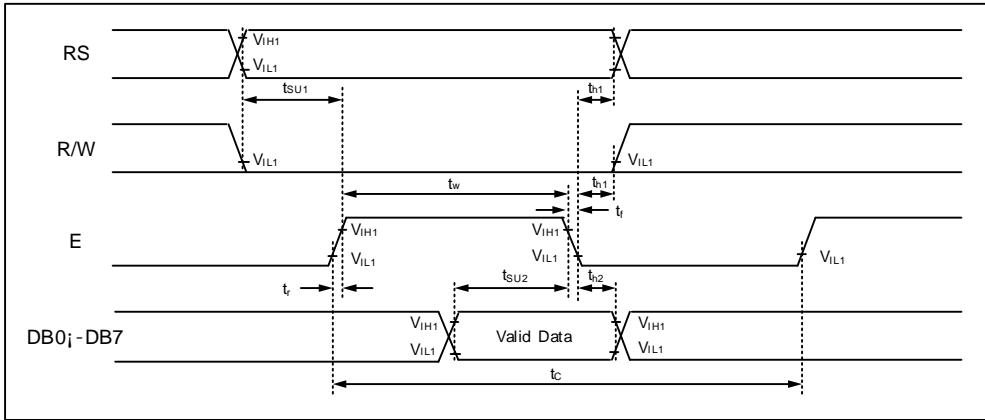 RS
VIH1
VIL1
tSU1
th1
R/W
VIL1
VIL1
tw
th1
tf
E
VIH1
VIH1
VIL1
VIL1
VIL1
tr
tSU2
th2
DB0¡-DB7
VIH1
Valid Data
VIH1
VIL1
VIL1
tC